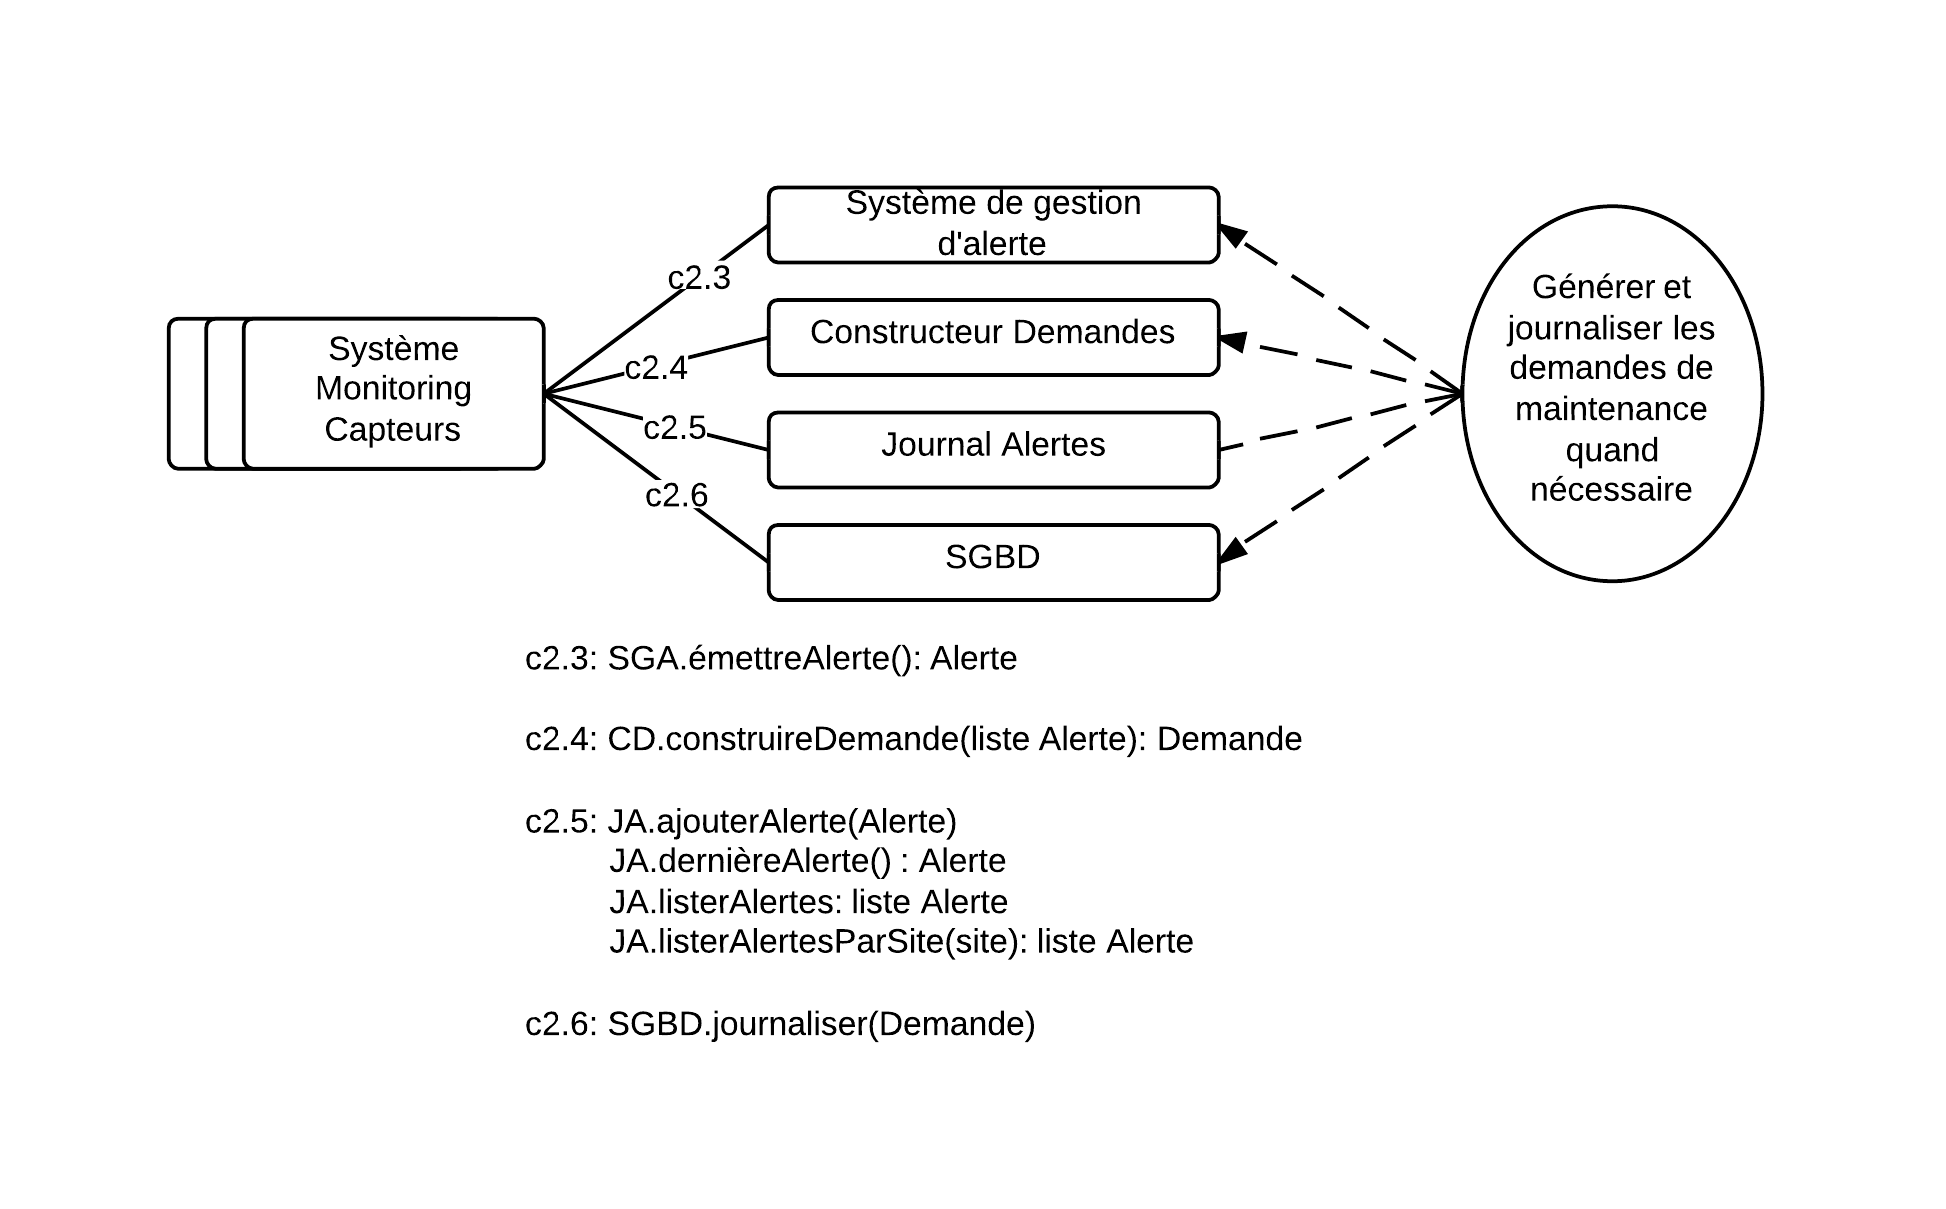 Système de gestion
d'alerte
c2.3
Système
Monitoring
Capteurs
Constructeur Demandes
c2.4
c2.5
Journal Alertes
c2.6
SGBD
Générer et
journaliser les
demandes de
maintenance
quand
nécessaire
c2.3: SGA.émettreAlerte(): Alerte
c2.4: CD.construireDemande(liste Alerte): Demande
c2.5: JA.ajouterAlerte(Alerte)
JA.dernièreAlerte() : Alerte
JA.listerAlertes: liste Alerte
JA.listerAlertesParSite(site): liste Alerte
c2.6: SGBD.journaliser(Demande)